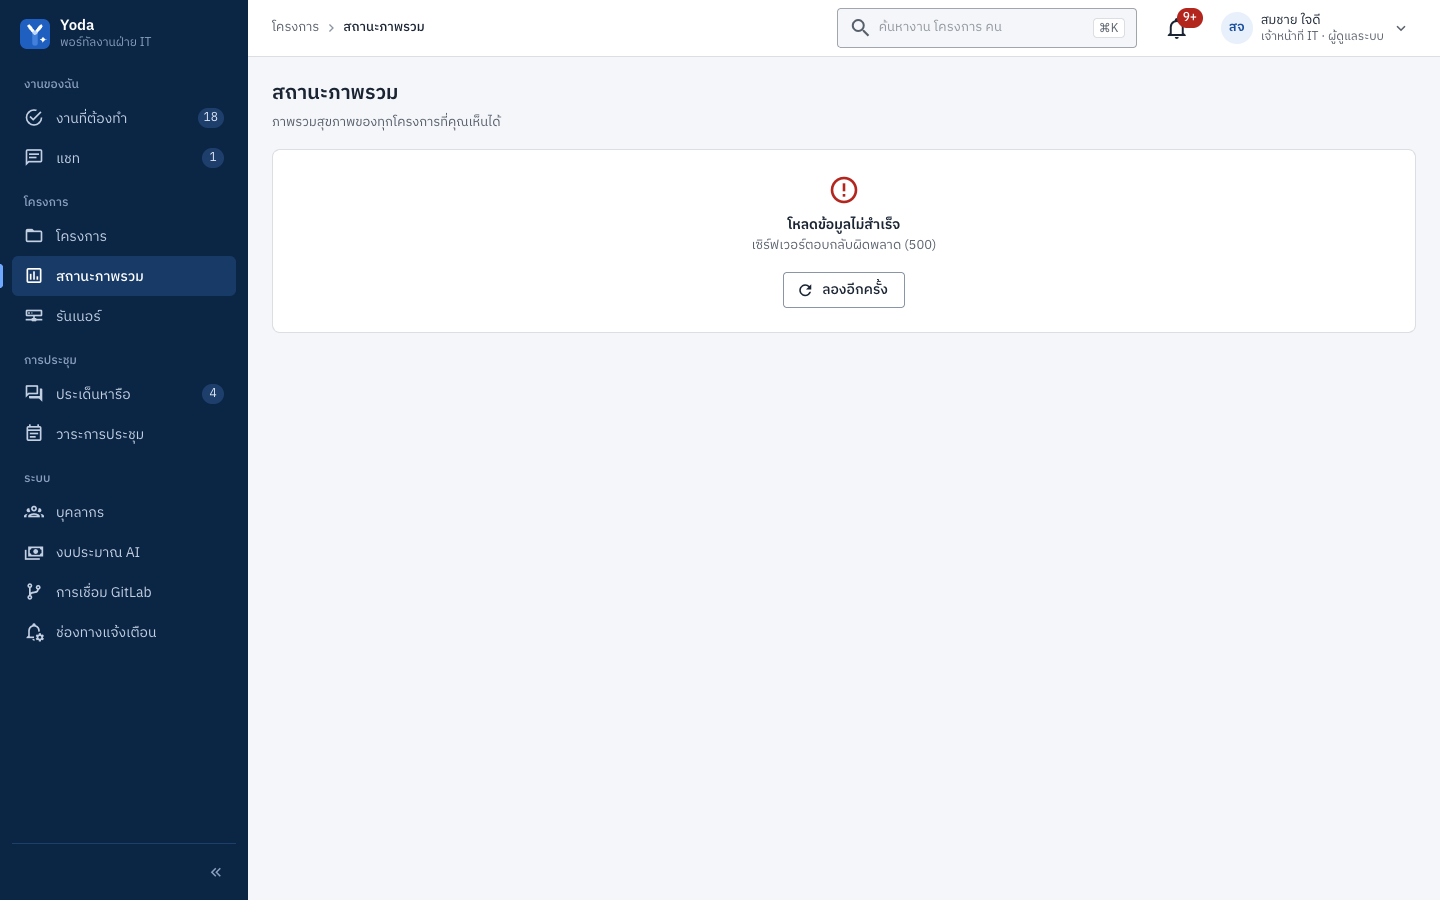 Yoda
พอร์ทัลงานฝ่าย IT
งานของฉัน
งานที่ต้องทำ 18
แชท 1
โครงการ
โครงการ
สถานะภาพรวม
รันเนอร์
การประชุม
ประเด็นหารือ 4
วาระการประชุม
ระบบ
บุคลากร
งบประมาณ AI
การเชื่อม GitLab
ช่องทางแจ้งเตือน
โครงการ › สถานะภาพรวม
ค้นหางาน โครงการ คน ⌘K
9+
สจ
สมชาย ใจดี
เจ้าหน้าที่ IT · ผู้ดูแลระบบ
สถานะภาพรวม
ภาพรวมสุขภาพของทุกโครงการที่คุณเห็นได้
โหลดข้อมูลไม่สำเร็จ
เซิร์ฟเวอร์ตอบกลับผิดพลาด (500)
ลองอีกครั้ง